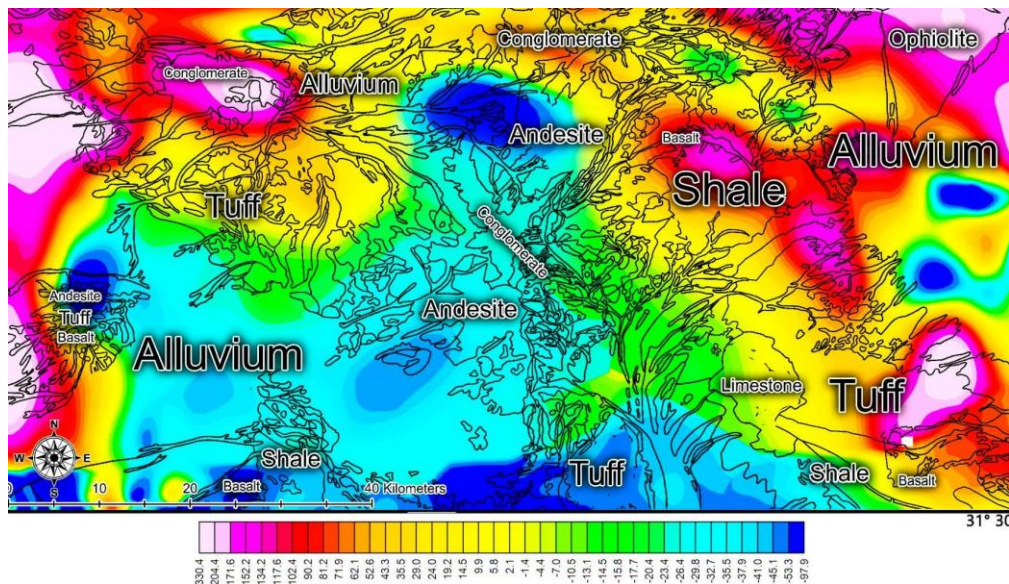 Conglomerate
Ophiolite
Conglomerate
Alluvium
Andesite
Basalt
Alluvium
Shale
Tuff
Conglomerate
Andesite
Tuff
Basalt
Andesite
Alluvium
Limestone
Tuff
N
W E
S
Shale
Tuff
Shale
Basalt
Basalt
0 10 20 40 Kilometers
31° 30
330.4 204.4 171.6 152.2 134.2 117.6 102.4 90.2 81.2 71.9 62.1 52.6 43.3 35.5 29.0 24.0 19.2 14.5 9.9 5.8 2.1 -1.4 -4.4 -7.0 -10.5 -13.1 -14.5 -15.8 -17.7 -20.4 -23.4 -26.4 -29.8 -32.7 -35.5 -37.9 -41.0 -45.1 -53.3 -97.9